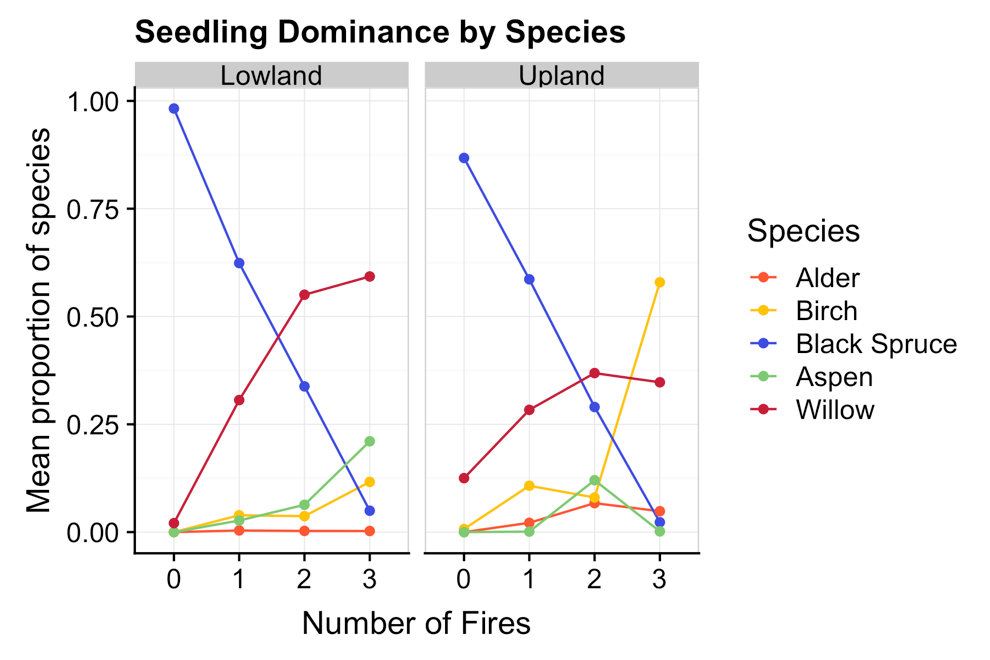 Seedling Dominance by Species
Lowland
Upland
Mean proportion of species
1.00
0.75
0.50
0.25
0.00
0 1 2 3
0 1 2 3
Number of Fires
Species
Alder
Birch
Black Spruce
Aspen
Willow